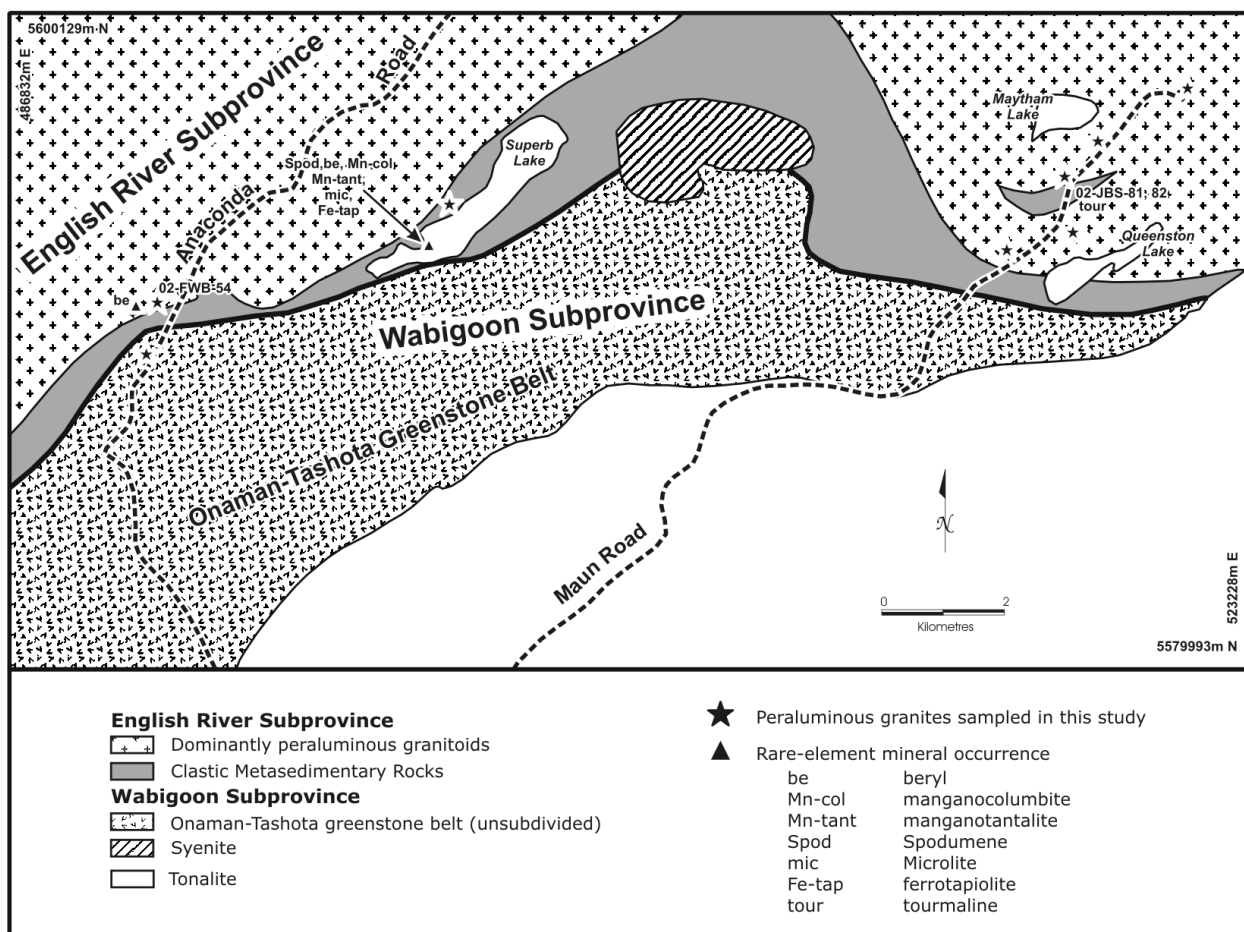 5600129m N
486832m E
English River Subprovince
Anaconda Road
Superb
Lake
Spod,be, Mn-col
Mn-tant,
mic,
Fe-tap
Maytham
Lake
02-JBS-81; 82
tour
Queenston
Lake
be
02-FWB-54
Wabigoon Subprovince
Onaman-Tashota Greenstone Belt
Maun Road
N
0 2
Kilometres
523228m E
5579993m N
English River Subprovince
Dominantly peraluminous granitoids
Clastic Metasedimentary Rocks
Wabigoon Subprovince
Onaman-Tashota greenstone belt (unsubdivided)
Syenite
Tonalite
Peraluminous granites sampled in this study
Rare-element mineral occurrence
be beryl
Mn-col manganocolumbite
Mn-tant manganotantalite
Spod Spodumene
mic Microlite
Fe-tap ferrotapiolite
tour tourmaline